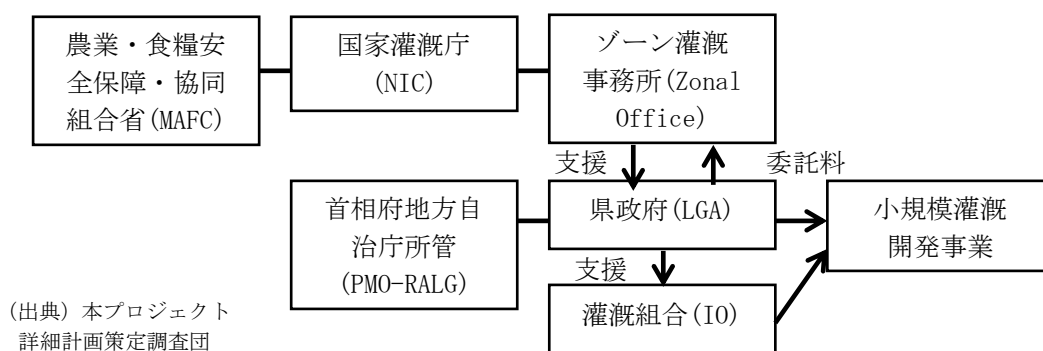 農業・食糧安
全保障・協同
組合省(MAFC)
国家灌漑庁
(NIC)
ゾーン灌漑
事務所(Zonal
Office)
支援
委託料
首相府地方自
治庁所管
(PMO-RALG)
県政府(LGA)
小規模灌漑
開発事業
支援
灌漑組合(IO)
(出典) 本プロジェクト
詳細計画策定調査団